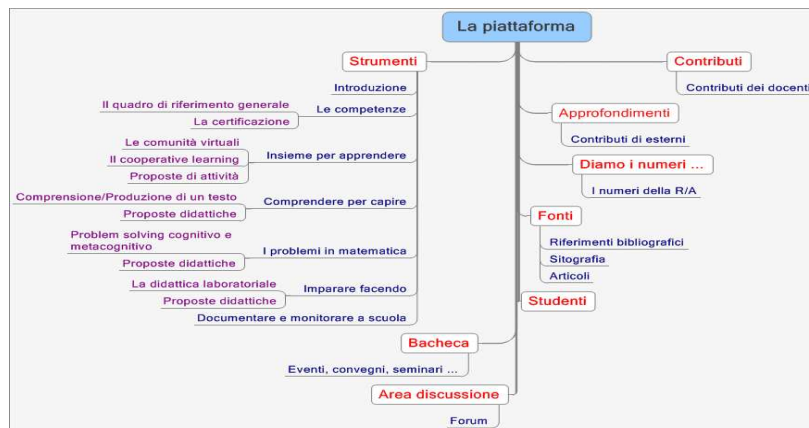 La piattaforma
Strumenti
Introduzione
Le competenze
Il quadro di riferimento generale
La certificazione
Insieme per apprendere
Le comunità virtuali
Il cooperative learning
Proposte di attività
Comprendere per capire
Comprensione/Produzione di un testo
Proposte didattiche
I problemi in matematica
Problem solving cognitivo e
metacognitivo
Proposte didattiche
Imparare facendo
La didattica laboratoriale
Proposte didattiche
Documentare e monitorare a scuola
Bacheca
Eventi, convegni, seminari ...
Area discussione
Forum
Contributi
Contributi dei docenti
Approfondimenti
Contributi di esterni
Diamo i numeri ...
I numeri della R/A
Fonti
Riferimenti bibliografici
Sitografia
Articoli
Studenti